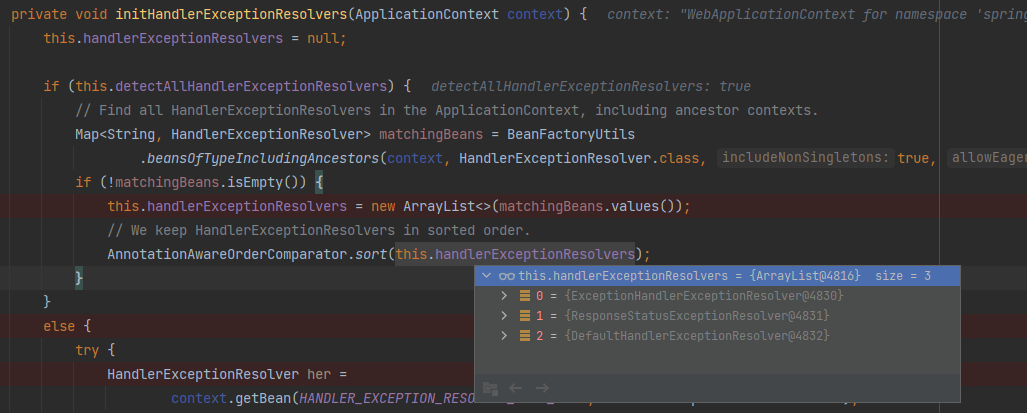 private void initHandlerExceptionResolvers(ApplicationContext context) { context: "WebApplicationContext for namespace 'spring
this.handlerExceptionResolvers = null;
if (this.detectAllHandlerExceptionResolvers) { detectAllHandlerExceptionResolvers: true
// Find all HandlerExceptionResolvers in the ApplicationContext, including ancestor contexts.
Map<String, HandlerExceptionResolver> matchingBeans = BeanFactoryUtils
.beansOfTypeIncludingAncestors(context, HandlerExceptionResolver.class, includeNonSingletons: true, allowEager
if (!matchingBeans.isEmpty()) {
this.handlerExceptionResolvers = new ArrayList<>(matchingBeans.values());
// We keep HandlerExceptionResolvers in sorted order.
AnnotationAwareOrderComparator.sort(this.handlerExceptionResolvers);
}
this.handlerExceptionResolvers = {ArrayList@4816} size = 3
0 = {ExceptionHandlerExceptionResolver@4830}
1 = {ResponseStatusExceptionResolver@4831}
2 = {DefaultHandlerExceptionResolver@4832}
}
else {
try {
HandlerExceptionResolver her =
context.getBean(HANDLER_EXCEPTION_RESO